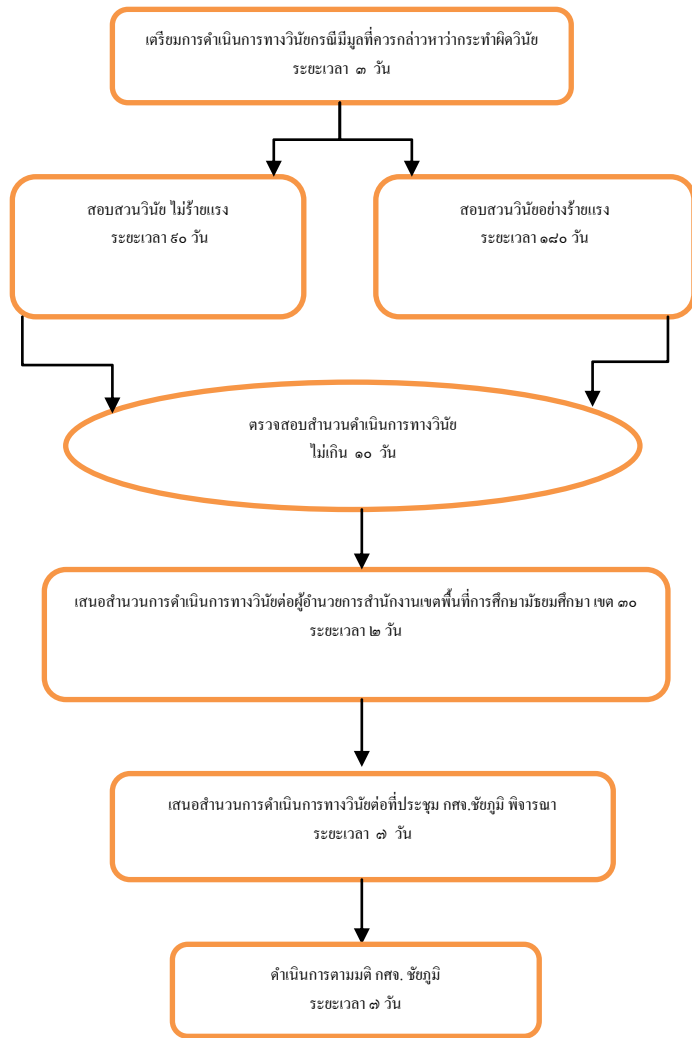 เตรียมการดำเนินการทางวินัยกรณีมีมูลที่ควรกล่าวหาว่ากระทำผิดวินัย
ระยะเวลา ๓ วัน
สอบสวนวินัย ไม่ร้ายแรง
ระยะเวลา ๙๐ วัน
สอบสวนวินัยอย่างร้ายแรง
ระยะเวลา ๑๘๐ วัน
ตรวจสอบสำนวนดำเนินการทางวินัย
ไม่เกิน ๑๐ วัน
เสนอสำนวนการดำเนินการทางวินัยต่อผู้อำนวยการสำนักงานเขตพื้นที่การศึกษามัธยมศึกษา เขต ๓๐
ระยะเวลา ๒ วัน
เสนอสำนวนการดำเนินการทางวินัยต่อที่ประชุม กศจ.ชัยภูมิ พิจารณา
ระยะเวลา ๗ วัน
ดำเนินการตามมติ กศจ. ชัยภูมิ
ระยะเวลา ๗ วัน